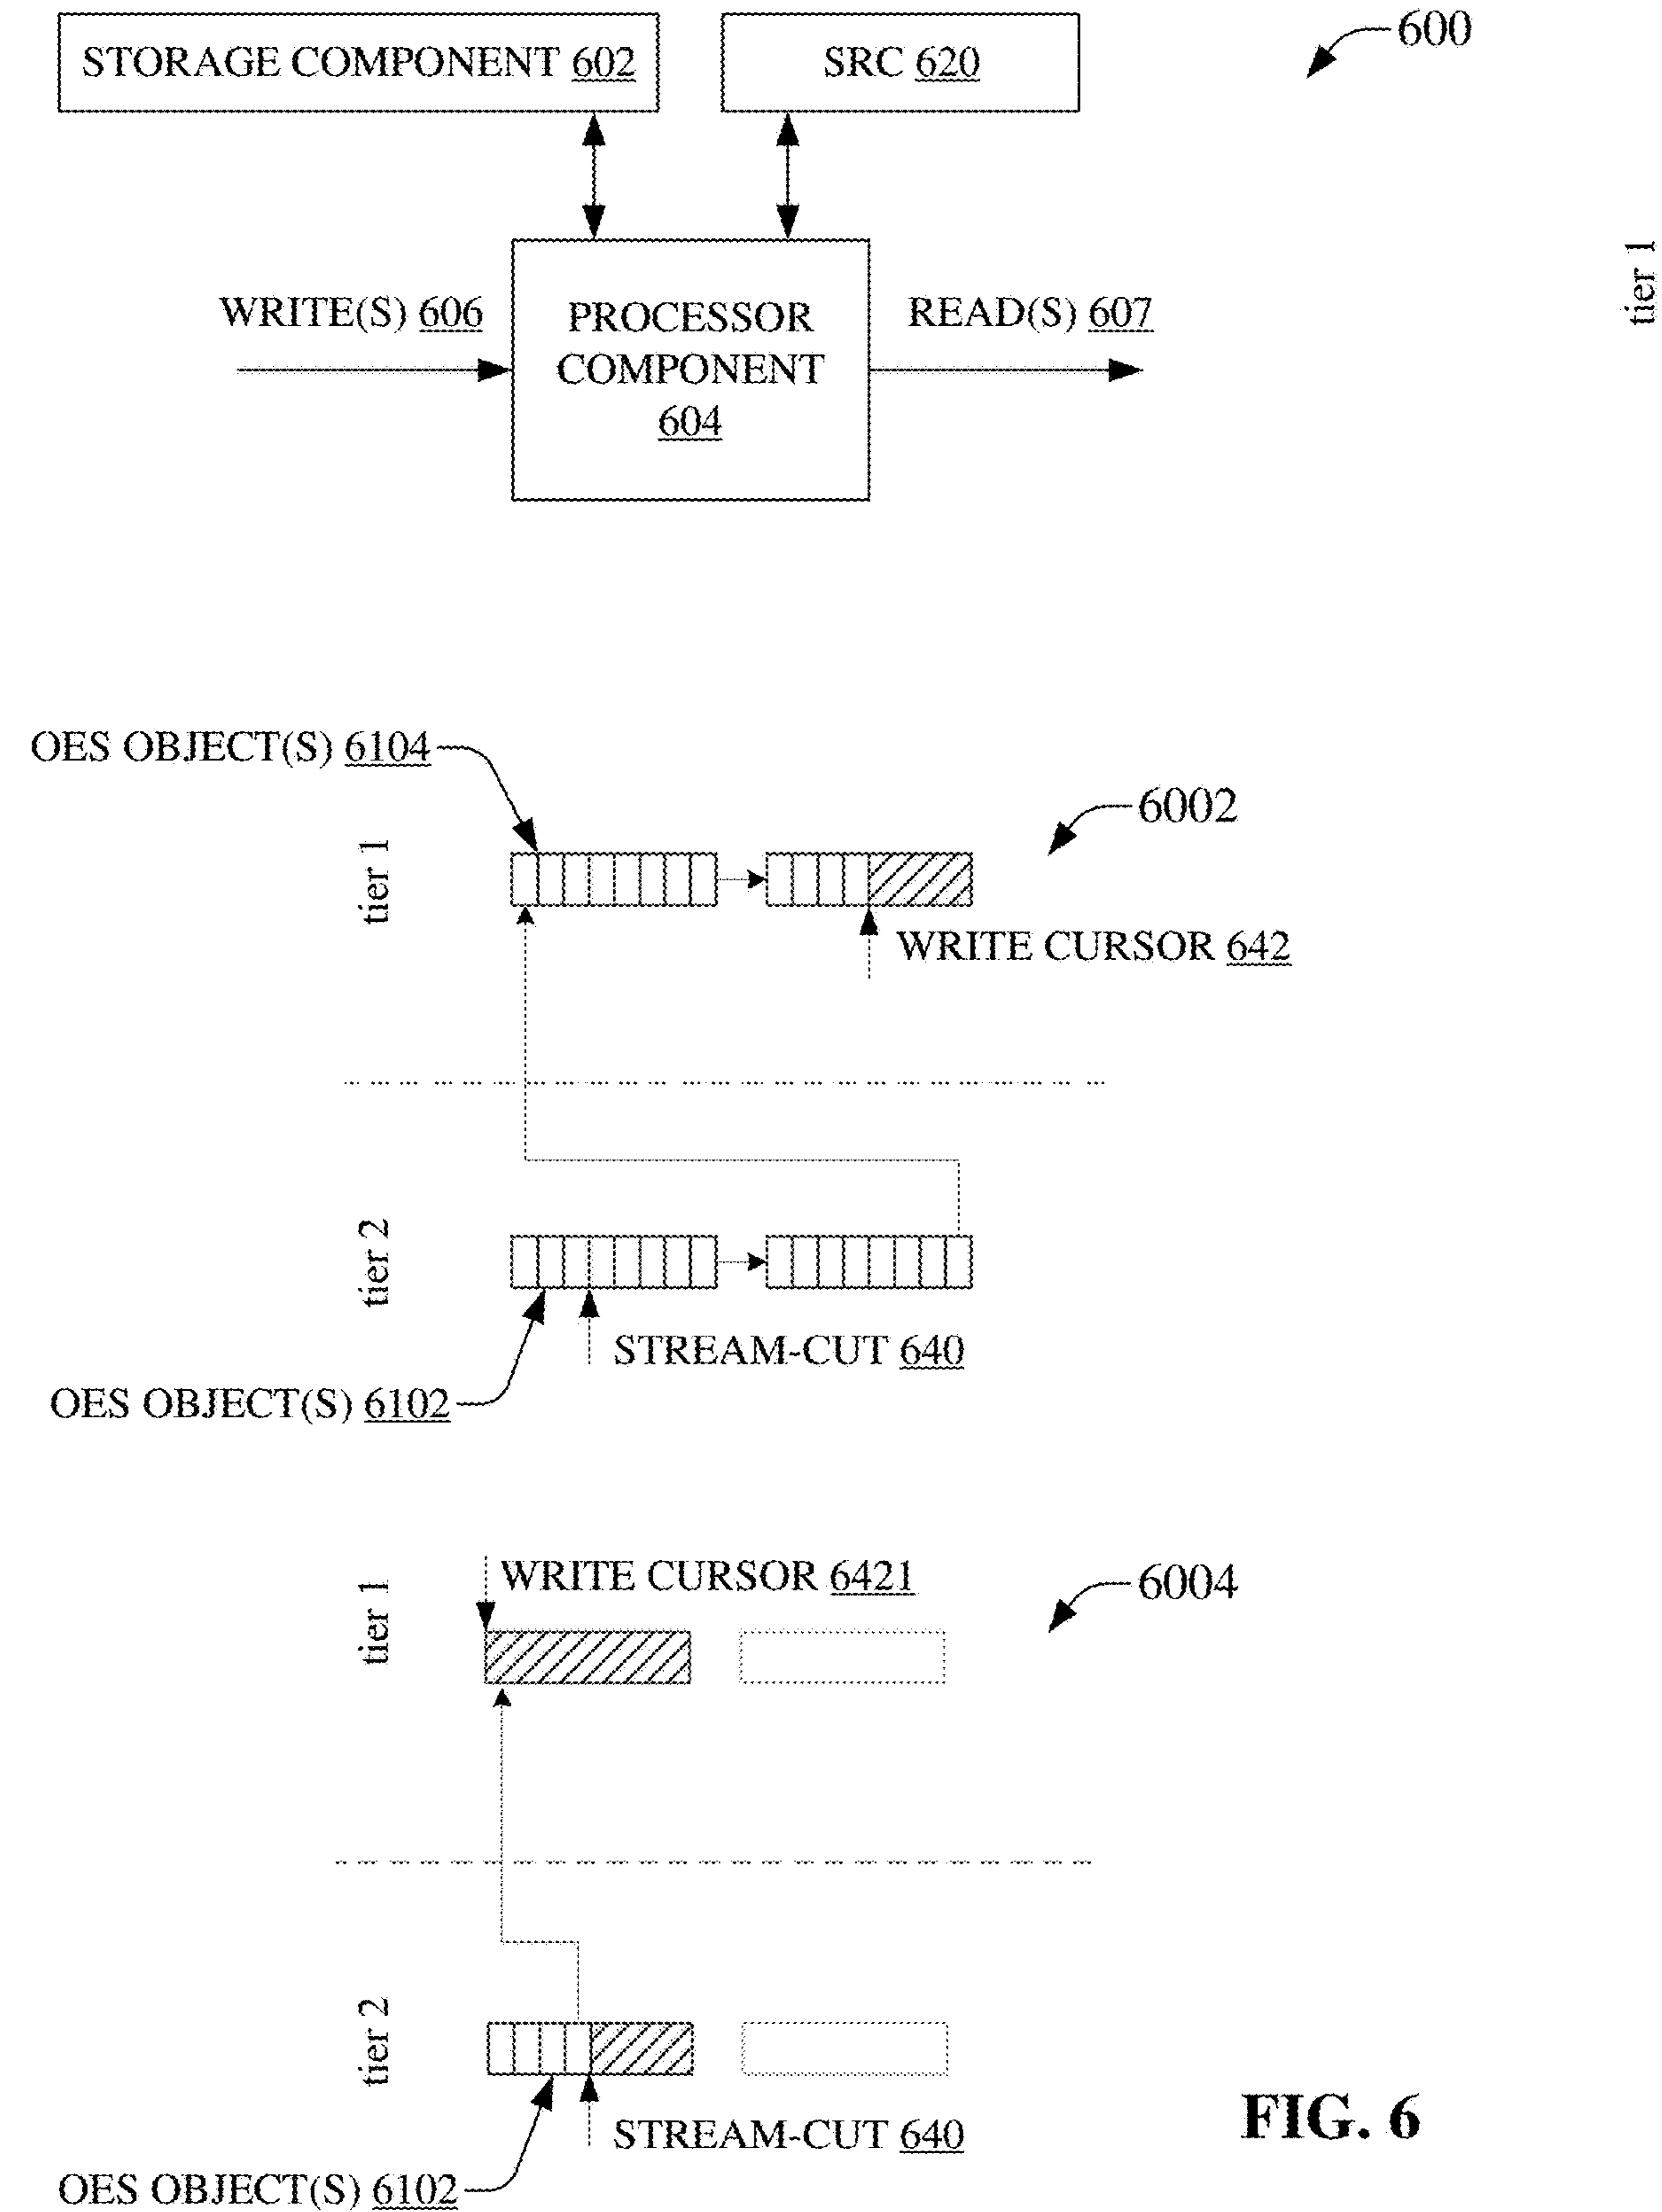 STORAGE COMPONENT 602
SRC 620
600
WRITE(S) 606
PROCESSOR
COMPONENT
604
READ(S) 607
tier 1
OES OBJECT(S) 6104
6002
tier 1
WRITE CURSOR 642
tier 2
STREAM-CUT 640
OES OBJECT(S) 6102
WRITE CURSOR 6421
6004
tier 1
tier 2
STREAM-CUT 640
OES OBJECT(S) 6102
FIG. 6